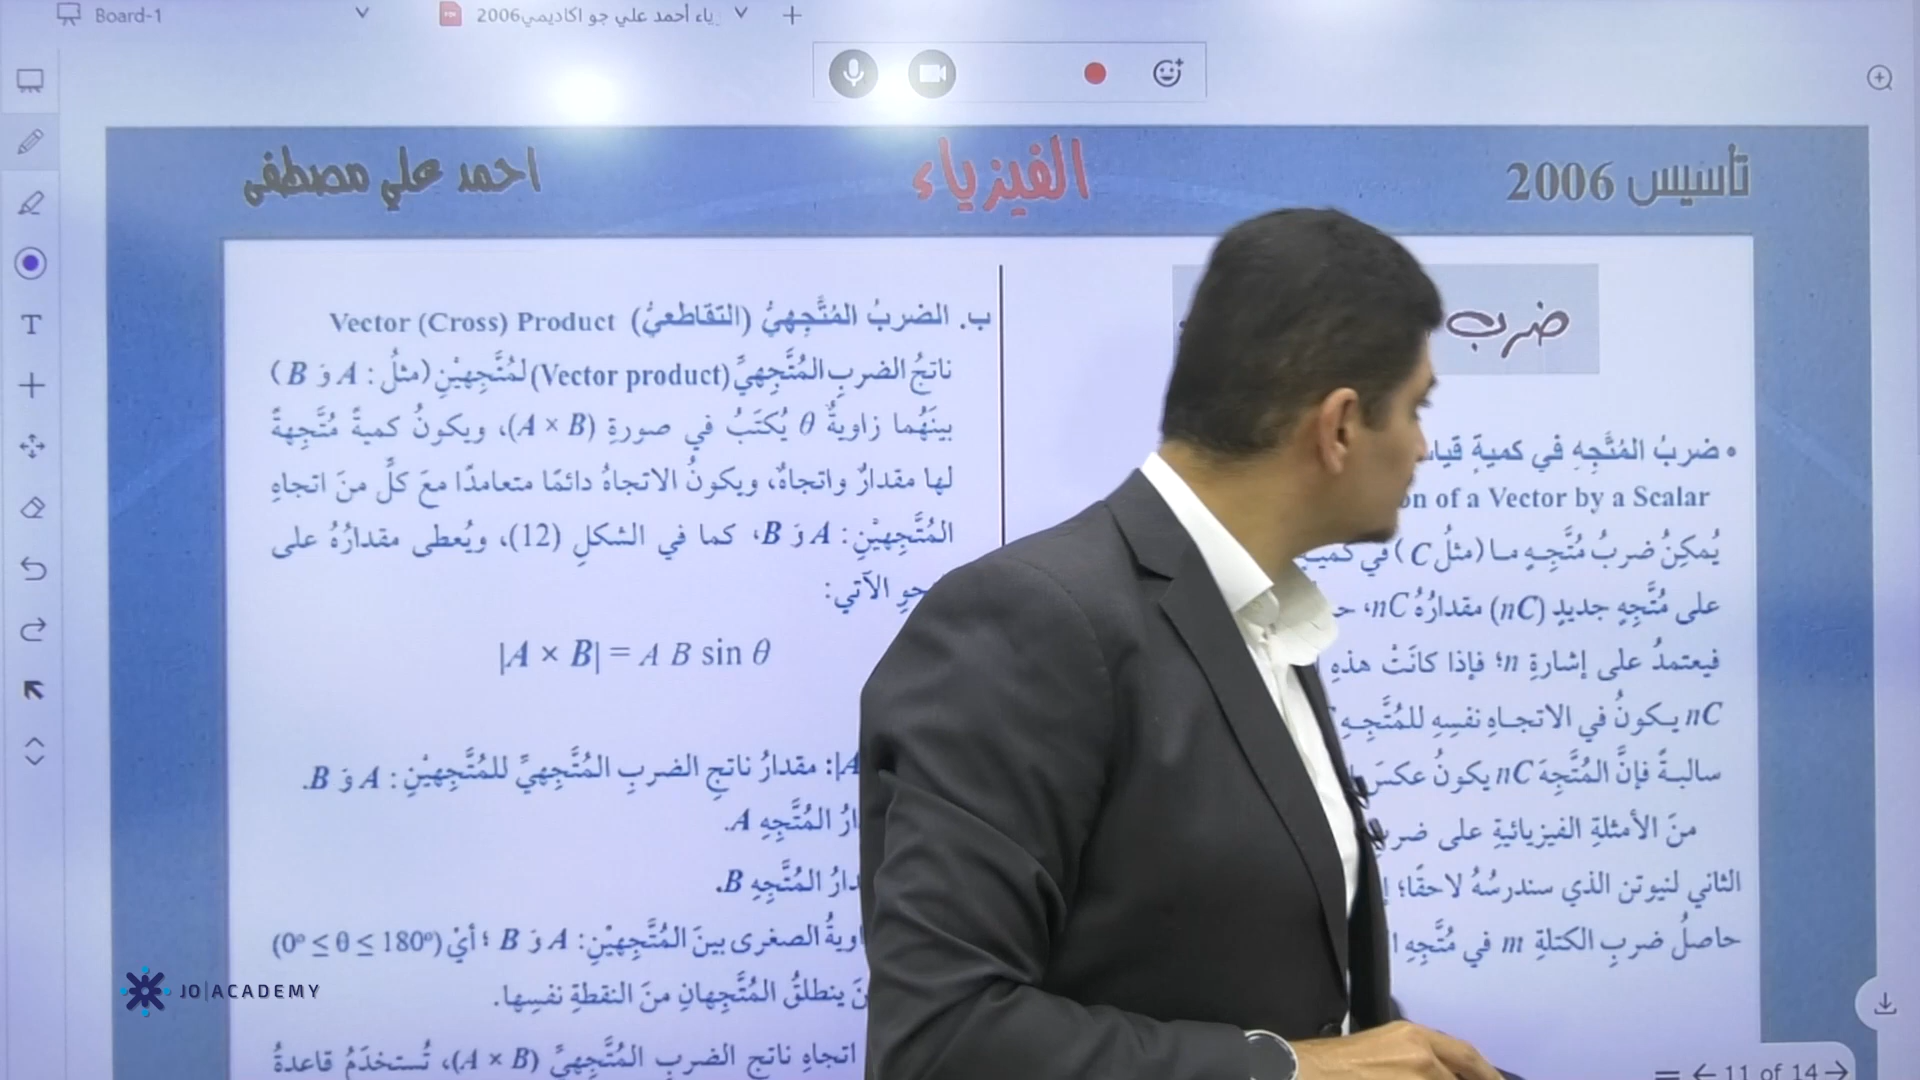 Board-1
ياء أحمد علي جو اكاديمي2006
تأسيس 2006
الفيزياء
احمد علي مصطفى
ضرب
• ضربُ المُتَّجِهِ في كميةٍ
of a Vector by a Scalar
يُمكِنُ ضربُ مُتَّجِهٍ ما (مثلُ C) في
على مُتَّجِهٍ جديدٍ (nC) مقدارُهُ nC،
فيعتمدُ على إشارةِ n؛ فإذا كانَتْ هذهِ
nC يكونُ في الاتجاهِ نفسِهِ للمُتَّجِهِ
سالبةً فإنَّ المُتَّجِهَ nC يكونُ عكسَ
منَ الأمثلةِ الفيزيائيةِ على
الثاني لنيوتن الذي سندرسُهُ لاحقًا؛
حاصلُ ضربِ الكتلةِ m في مُتَّجِهِ
ب. الضربُ المُتَّجِهيُّ (التقاطعيُّ) Vector (Cross) Product
ناتجُ الضربِ المُتَّجِهيِّ (Vector product) لمُتَّجِهيْنِ (مثلُ: A وَ B)
بينَهُما زاويةٌ θ يُكتَبُ في صورةِ (A × B)، ويكونُ كميةً مُتَّجِهةً
لها مقدارٌ واتجاهٌ، ويكونُ الاتجاهُ دائمًا متعامدًا معَ كلٍّ منَ اتجاهِ
المُتَّجِهيْنِ: A وَ B، كما في الشكلِ (12)، ويُعطى مقدارُهُ على
الآتي:
|A × B| = A B sin θ
مقدارُ ناتجِ الضربِ المُتَّجِهيِّ للمُتَّجِهيْنِ: A وَ B.
المُتَّجِهِ A.
المُتَّجِهِ B.
الصغرى بينَ المُتَّجِهيْنِ: A وَ B ؛ أيْ (0° ≤ θ ≤ 180°)
ينطلقُ المُتَّجِهانِ منَ النقطةِ نفسِها.
اتجاهِ ناتجِ الضربِ المُتَّجِهيِّ (A × B)، تُستخدَمُ قاعدةُ
JO|ACADEMY
11 of 14